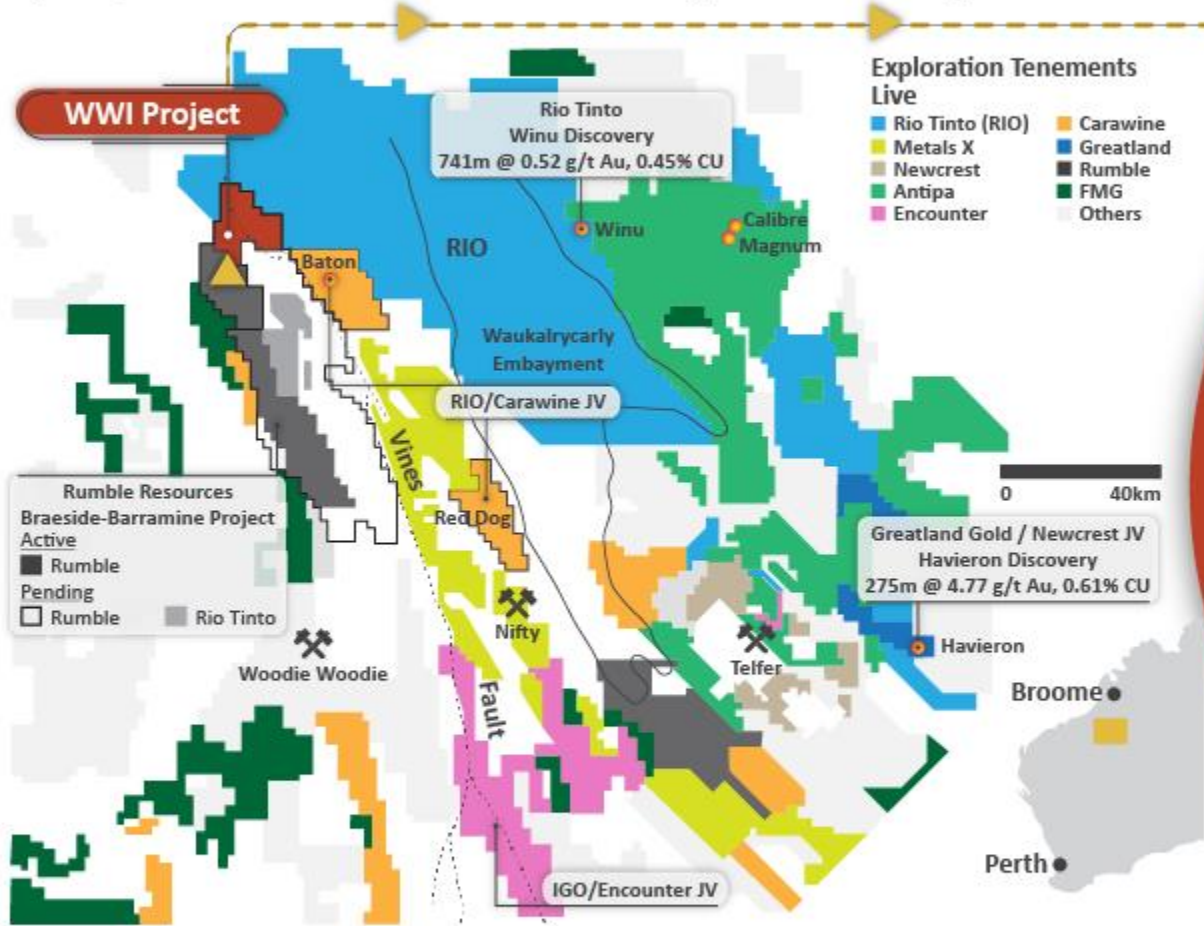 WWI Project
Rio Tinto
Winu Discovery
741m @ 0.52 g/t Au, 0.45% CU
Exploration Tenements
Live
Rio Tinto (RIO)
Metals X
Newcrest
Antipa
Encounter
Carawine
Greatland
Rumble
FMG
Others
Winu
Calibre
Magnum
RIO
Baton
Waukalrycarly
Embayment
RIO/Carawine JV
Vines
Red Dog
0 40km
Rumble Resources
Braeside-Barramine Project
Active
Rumble
Pending
Rumble Rio Tinto
Greatland Gold / Newcrest JV
Havieron Discovery
275m @ 4.77 g/t Au, 0.61% CU
Nifty
Woodie Woodie
Telfer
Havieron
Fault
Broome
Perth
IGO/Encounter JV